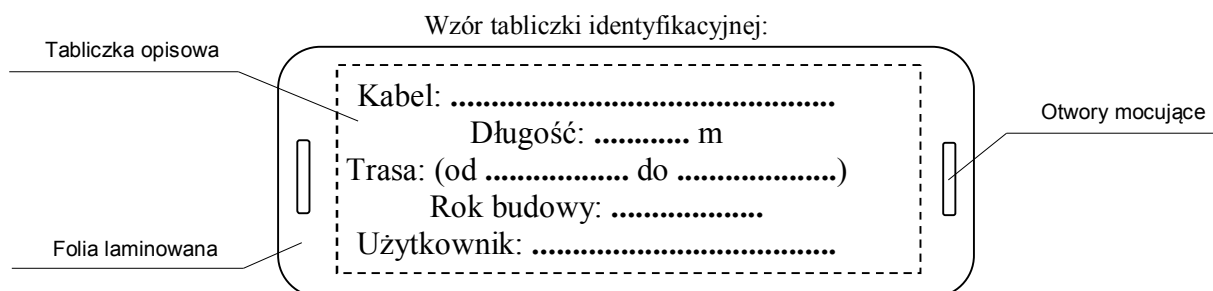 Wzór tabliczki identyfikacyjnej:
Tabliczka opisowa
Kabel: .......................................................
Długość: ............ m
Otwory mocujące
Trasa: (od .................. do ....................)
Rok budowy: ...................
Folia laminowana
Użytkownik: ......................................